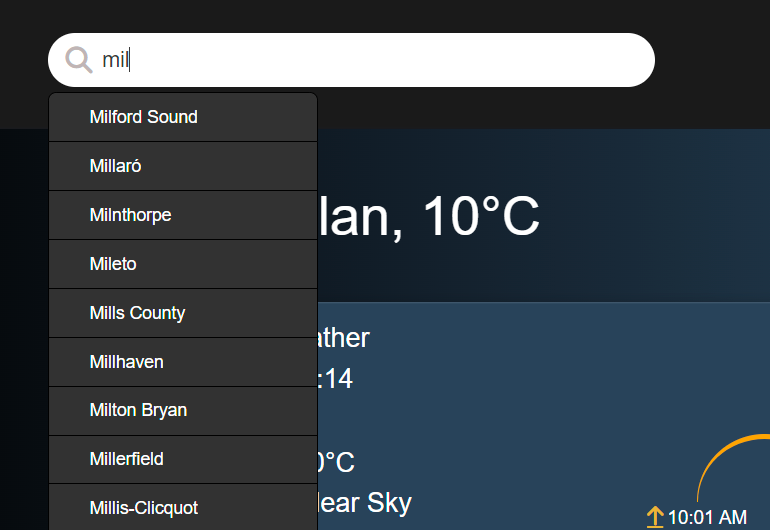 mil
Milford Sound
Millaró
Milnthorpe
lan, 10°C
Mileto
Mills County
ather
Millhaven
:14
Milton Bryan
Millerfield
0°C
Millis-Clicquot
lear Sky
10:01 AM